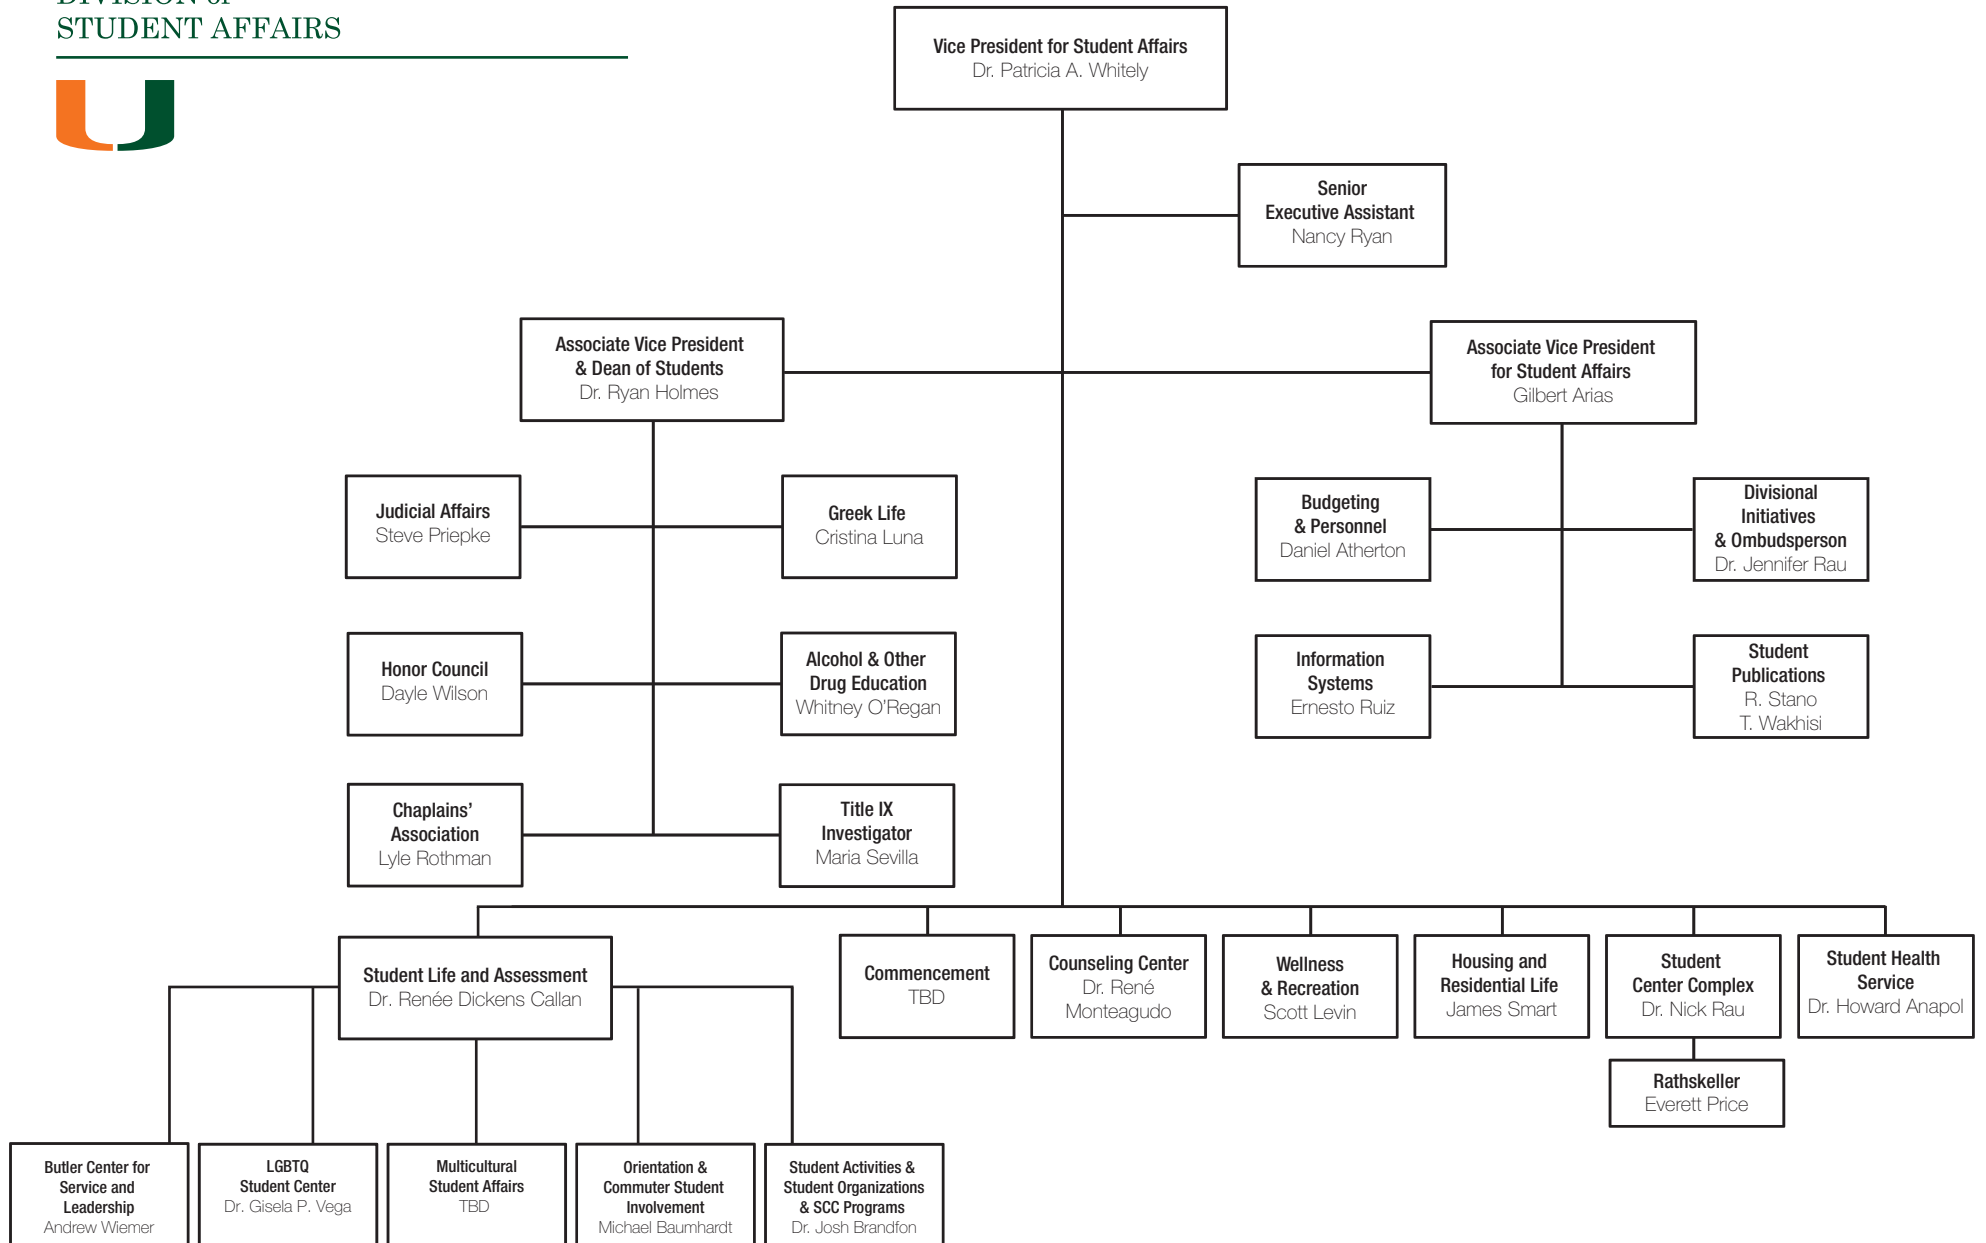 DIVISION of
STUDENT AFFAIRS
Vice President for Student Affairs
Dr. Patricia A. Whitely
Senior
Executive Assistant
Nancy Ryan
Associate Vice President
& Dean of Students
Dr. Ryan Holmes
Associate Vice President
for Student Affairs
Gilbert Arias
Judicial Affairs
Steve Priepke
Greek Life
Cristina Luna
Budgeting
& Personnel
Daniel Atherton
Divisional
Initiatives
& Ombudsperson
Dr. Jennifer Rau
Honor Council
Dayle Wilson
Alcohol & Other
Drug Education
Whitney O'Regan
Information
Systems
Ernesto Ruiz
Student
Publications
R. Stano
T. Wakhisi
Chaplains'
Association
Lyle Rothman
Title IX
Investigator
Maria Sevilla
Student Life and Assessment
Dr. Renée Dickens Callan
Commencement
TBD
Counseling Center
Dr. René
Monteagudo
Wellness
& Recreation
Scott Levin
Housing and
Residential Life
James Smart
Student
Center Complex
Dr. Nick Rau
Student Health
Service
Dr. Howard Anapol
Rathskeller
Everett Price
Butler Center for
Service and
Leadership
Andrew Wiemer
LGBTQ
Student Center
Dr. Gisela P. Vega
Multicultural
Student Affairs
TBD
Orientation &
Commuter Student
Involvement
Michael Baumhardt
Student Activities &
Student Organizations
& SCC Programs
Dr. Josh Brandfon